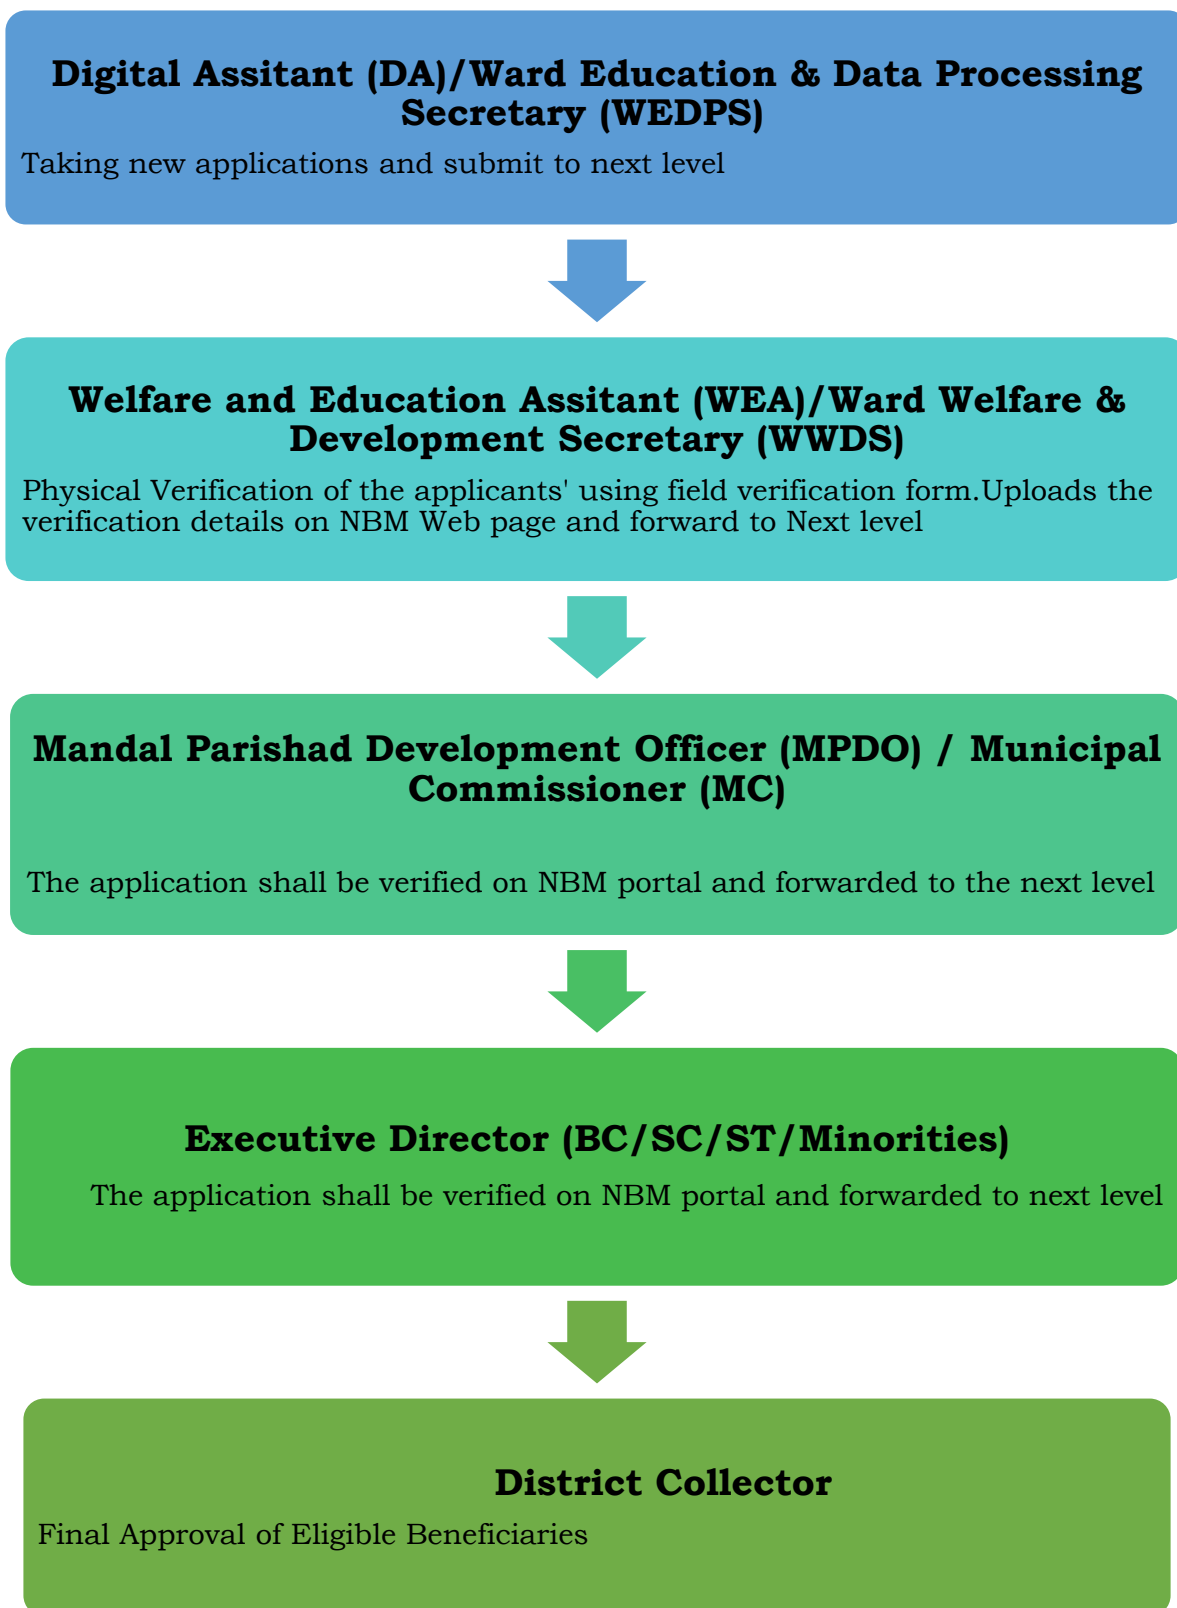 Digital Assitant (DA)/Ward Education & Data Processing
Secretary (WEDPS)
Taking new applications and submit to next level
Welfare and Education Assitant (WEA)/Ward Welfare &
Development Secretary (WWDS)
Physical Verification of the applicants' using field verification form.Uploads the
verification details on NBM Web page and forward to Next level
Mandal Parishad Development Officer (MPDO) / Municipal
Commissioner (MC)
The application shall be verified on NBM portal and forwarded to the next level
Executive Director (BC/SC/ST/Minorities)
The application shall be verified on NBM portal and forwarded to next level
District Collector
Final Approval of Eligible Beneficiaries